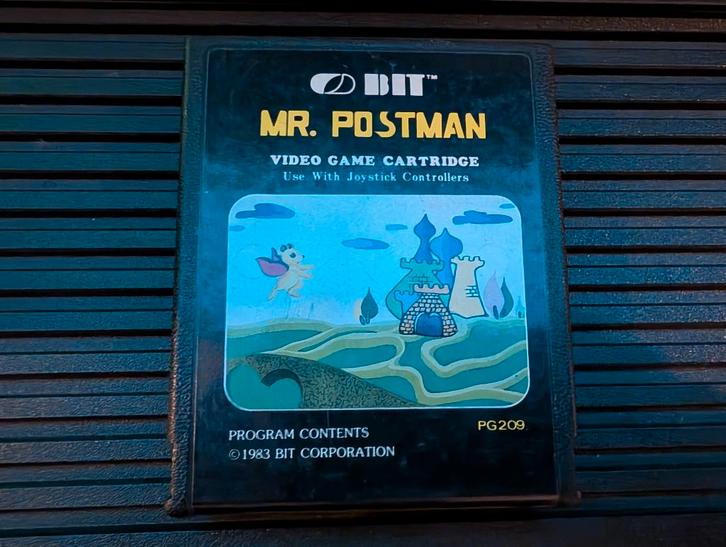 BIT™
MR. POSTMAN
VIDEO GAME CARTRIDGE
Use With Joystick Controllers
PROGRAM CONTENTS
PG209
©1983 BIT CORPORATION